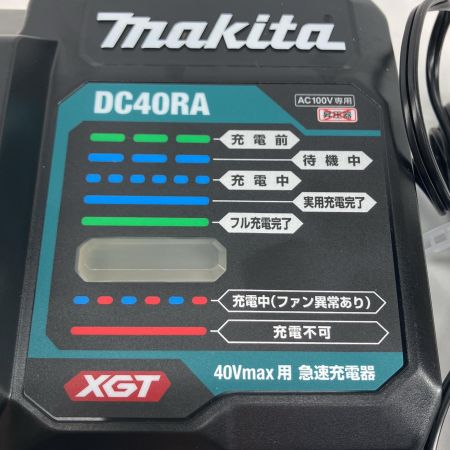 makita
DC40RA
AC100V専用
昇圧器
充電前
待機中
充電中
実用充電完了
フル充電完了
充電中(ファン異常あり)
充電不可
XGT
40Vmax用 急速充電器